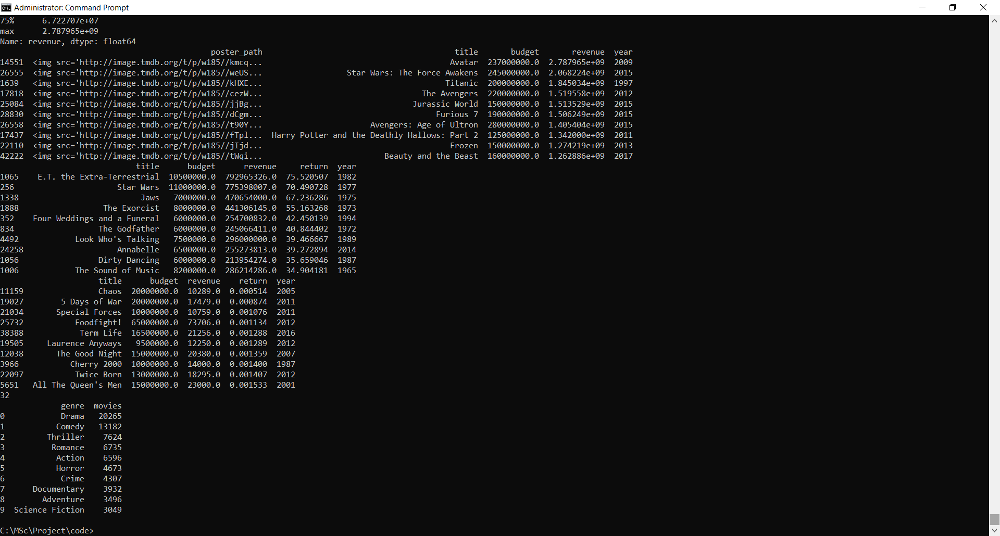 Administrator: Command Prompt
75%      6.722707e+07
max      2.787965e+09
Name: revenue, dtype: float64
                                             poster_path                                         title       budget       revenue  year
14551  <img src='http://image.tmdb.org/t/p/w185//kmcq...                                        Avatar  237000000.0  2.787965e+09  2009
26555  <img src='http://image.tmdb.org/t/p/w185//weUS...                  Star Wars: The Force Awakens  245000000.0  2.068224e+09  2015
1639   <img src='http://image.tmdb.org/t/p/w185//kHXE...                                       Titanic  200000000.0  1.845034e+09  1997
17818  <img src='http://image.tmdb.org/t/p/w185//cezW...                                  The Avengers  220000000.0  1.519558e+09  2012
25084  <img src='http://image.tmdb.org/t/p/w185//jjBg...                                Jurassic World  150000000.0  1.513529e+09  2015
28830  <img src='http://image.tmdb.org/t/p/w185//dCgm...                                     Furious 7  190000000.0  1.506249e+09  2015
26558  <img src='http://image.tmdb.org/t/p/w185//t90Y...                       Avengers: Age of Ultron  280000000.0  1.405404e+09  2015
17437  <img src='http://image.tmdb.org/t/p/w185//fTpl...  Harry Potter and the Deathly Hallows: Part 2  125000000.0  1.342000e+09  2011
22110  <img src='http://image.tmdb.org/t/p/w185//jIjd...                                        Frozen  150000000.0  1.274219e+09  2013
42222  <img src='http://image.tmdb.org/t/p/w185//tWqi...                          Beauty and the Beast  160000000.0  1.262886e+09  2017
                             title      budget      revenue     return  year
1065    E.T. the Extra-Terrestrial  10500000.0  792965326.0  75.520507  1982
256                      Star Wars  11000000.0  775398007.0  70.490728  1977
1338                          Jaws   7000000.0  470654000.0  67.236286  1975
1888                  The Exorcist   8000000.0  441306145.0  55.163268  1973
352    Four Weddings and a Funeral   6000000.0  254700832.0  42.450139  1994
834                  The Godfather   6000000.0  245066411.0  40.844402  1972
4492            Look Who's Talking   7500000.0  296000000.0  39.466667  1989
24258                    Annabelle   6500000.0  255273813.0  39.272894  2014
1056                 Dirty Dancing   6000000.0  213954274.0  35.659046  1987
1006            The Sound of Music   8200000.0  286214286.0  34.904181  1965
                     title      budget  revenue    return  year
11159                Chaos  20000000.0  10289.0  0.000514  2005
19027        5 Days of War  20000000.0  17479.0  0.000874  2011
21034       Special Forces  10000000.0  10759.0  0.001076  2011
25732           Foodfight!  65000000.0  73706.0  0.001134  2012
38388            Term Life  16500000.0  21256.0  0.001288  2016
19505     Laurence Anyways   9500000.0  12250.0  0.001289  2012
12038       The Good Night  15000000.0  20380.0  0.001359  2007
3966           Cherry 2000  10000000.0  14000.0  0.001400  1987
22097           Twice Born  13000000.0  18295.0  0.001407  2012
5651   All The Queen's Men  15000000.0  23000.0  0.001533  2001
32
             genre  movies
0            Drama   20265
1           Comedy   13182
2         Thriller    7624
3          Romance    6735
4           Action    6596
5           Horror    4673
6            Crime    4307
7      Documentary    3932
8        Adventure    3496
9  Science Fiction    3049
C:\MSc\Project\code>